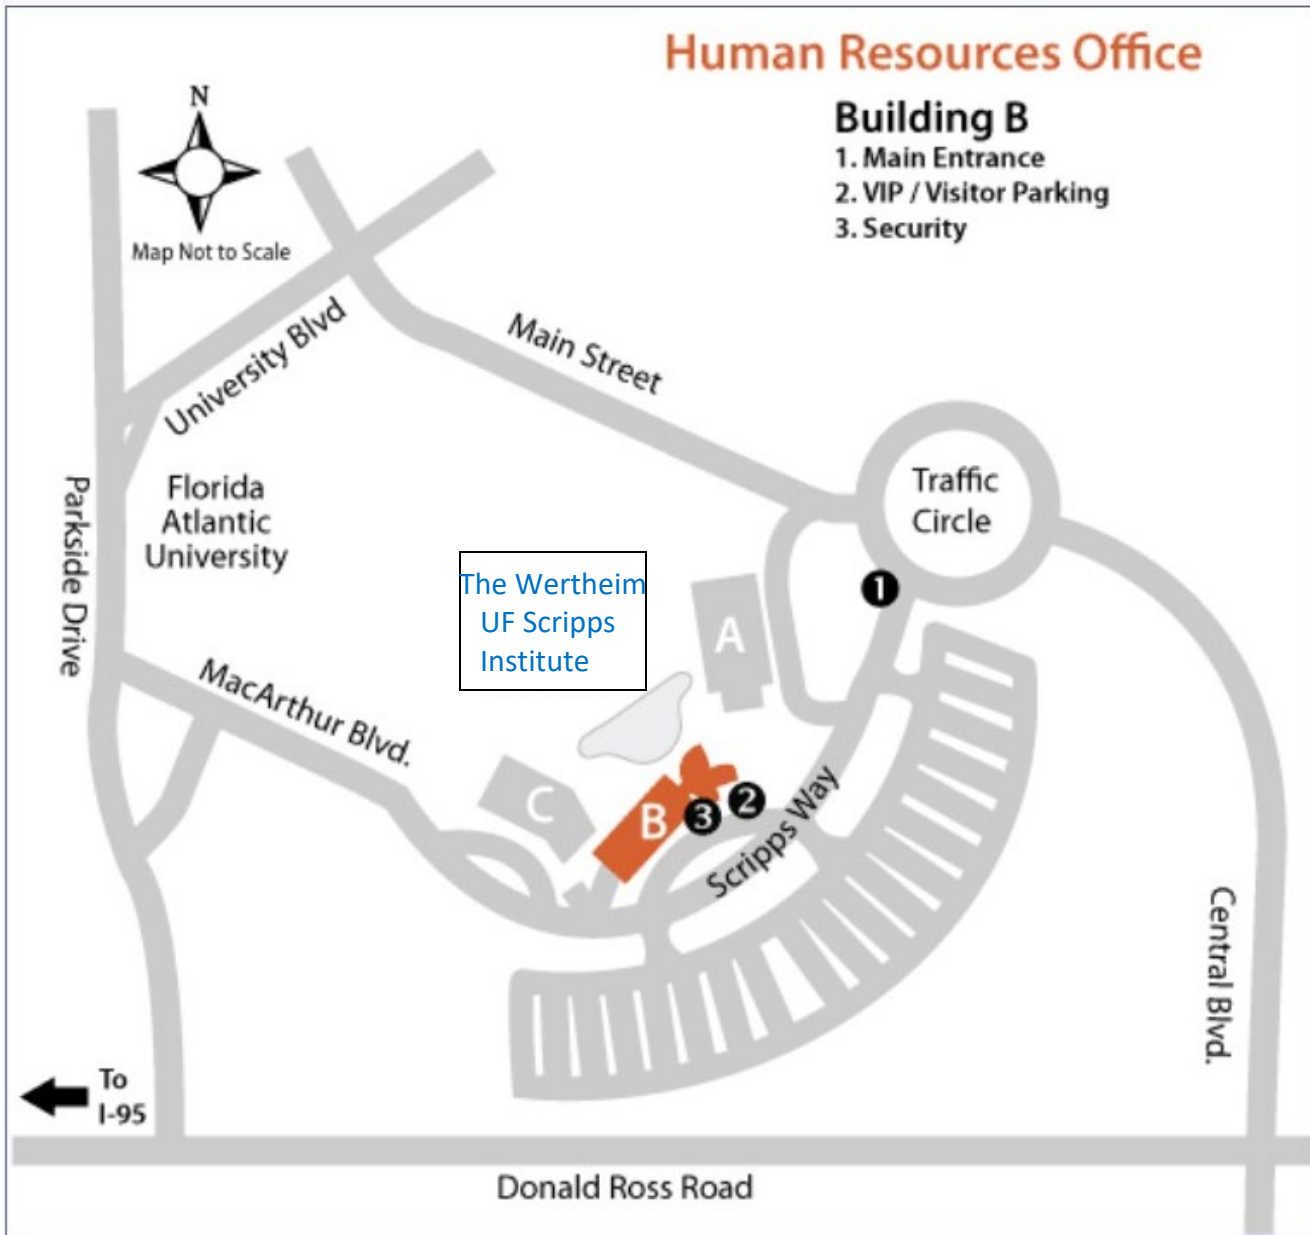 Human Resources Office
Building B
1. Main Entrance
2. VIP / Visitor Parking
3. Security
N
Map Not to Scale
University Blvd
Main Street
Traffic
Circle
Parkside Drive
Florida
Atlantic
University
The Wertheim
UF Scripps
Institute
1
A
MacArthur Blvd.
C
B
3
2
Scripps Way
Central Blvd.
To
I-95
Donald Ross Road